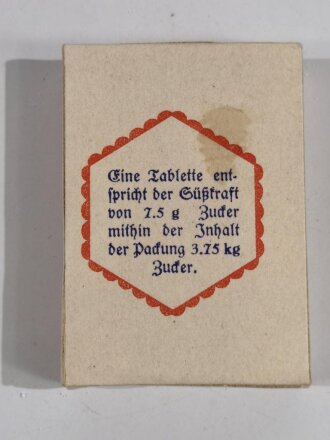 Eine Tablette ent-
spricht der Süßkraft
von 7.5 g Zucker
mithin der Inhalt
der Packung 3.75 kg
Zucker.